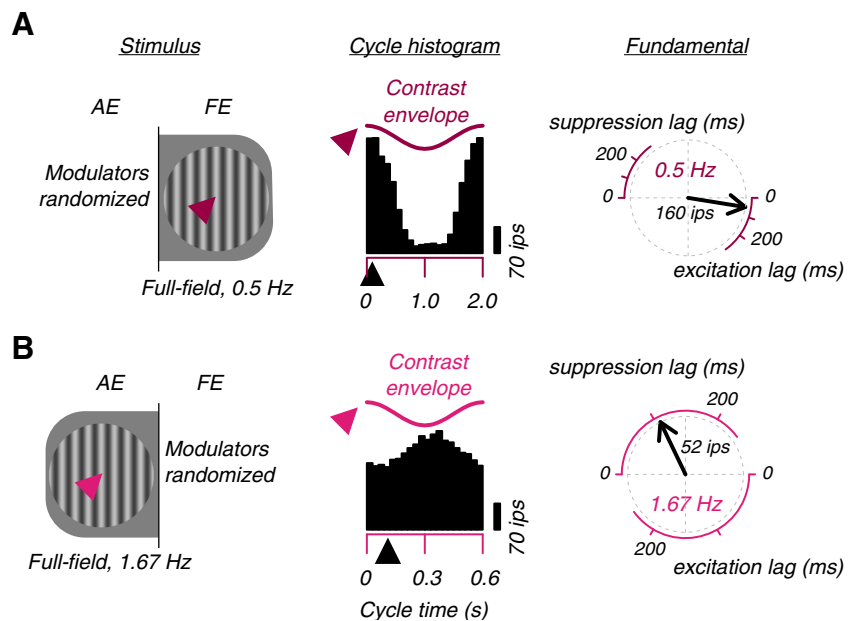 A
Stimulus
Cycle histogram
Fundamental
AE
FE
Modulators
randomized
Full-field, 0.5 Hz
Contrast
envelope
70 ips
0
1.0
2.0
suppression lag (ms)
200
0.5 Hz
0
0
160 ips
200
excitation lag (ms)
B
AE
FE
Modulators
randomized
Full-field, 1.67 Hz
Contrast
envelope
70 ips
0
0.3
0.6
Cycle time (s)
suppression lag (ms)
200
52 ips
0
0
1.67 Hz
200
excitation lag (ms)